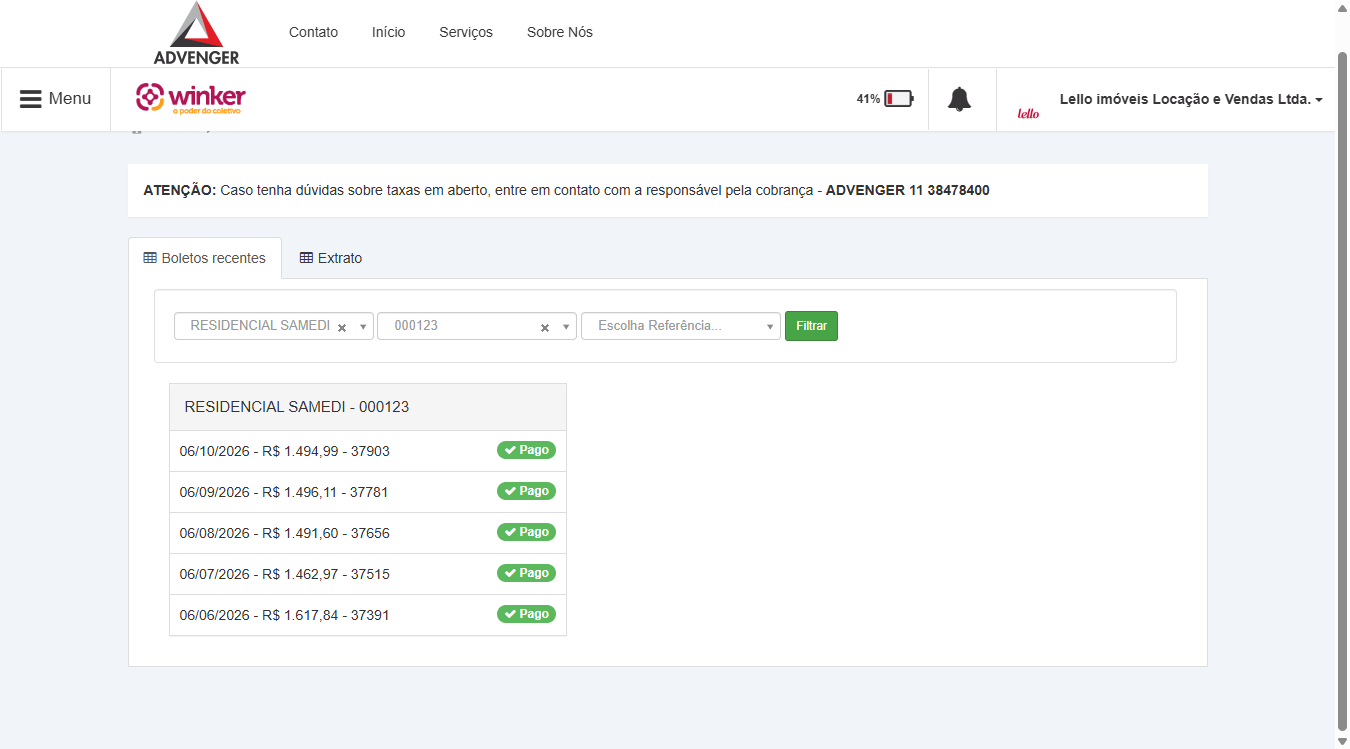 Contato Início Serviços Sobre Nós
ADVENGER
Menu
winker
o poder do coletivo
41%
lello
Lello imóveis Locação e Vendas Ltda.
ATENÇÃO: Caso tenha dúvidas sobre taxas em aberto, entre em contato com a responsável pela cobrança - ADVENGER 11 38478400
Boletos recentes Extrato
RESIDENCIAL SAMEDI × 000123 × Escolha Referência... Filtrar
RESIDENCIAL SAMEDI - 000123
06/10/2026 - R$ 1.494,99 - 37903 Pago
06/09/2026 - R$ 1.496,11 - 37781 Pago
06/08/2026 - R$ 1.491,60 - 37656 Pago
06/07/2026 - R$ 1.462,97 - 37515 Pago
06/06/2026 - R$ 1.617,84 - 37391 Pago